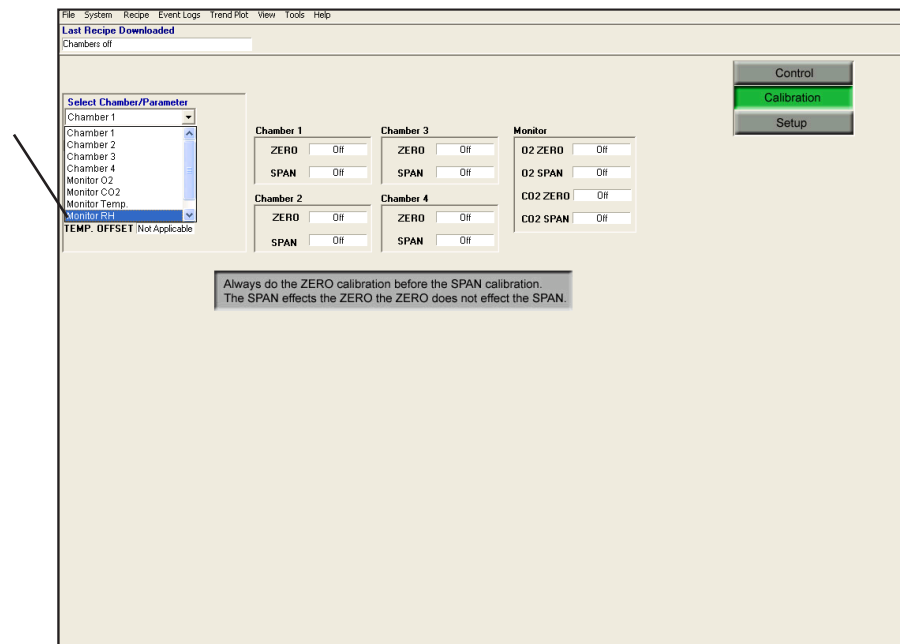 File System Recipe Event Logs Trend Plot View Tools Help
Last Recipe Downloaded
Chambers off
Control
Calibration
Setup
Select Chamber/Parameter
Chamber 1
Chamber 1
Chamber 2
Chamber 3
Chamber 4
Monitor O2
Monitor CO2
Monitor Temp.
Monitor RH
TEMP. OFFSET Not Applicable
Chamber 1
ZERO Off
SPAN Off
Chamber 2
ZERO Off
SPAN Off
Chamber 3
ZERO Off
SPAN Off
Chamber 4
ZERO Off
SPAN Off
Monitor
O2 ZERO Off
O2 SPAN Off
CO2 ZERO Off
CO2 SPAN Off
Always do the ZERO calibration before the SPAN calibration.
The SPAN effects the ZERO the ZERO does not effect the SPAN.